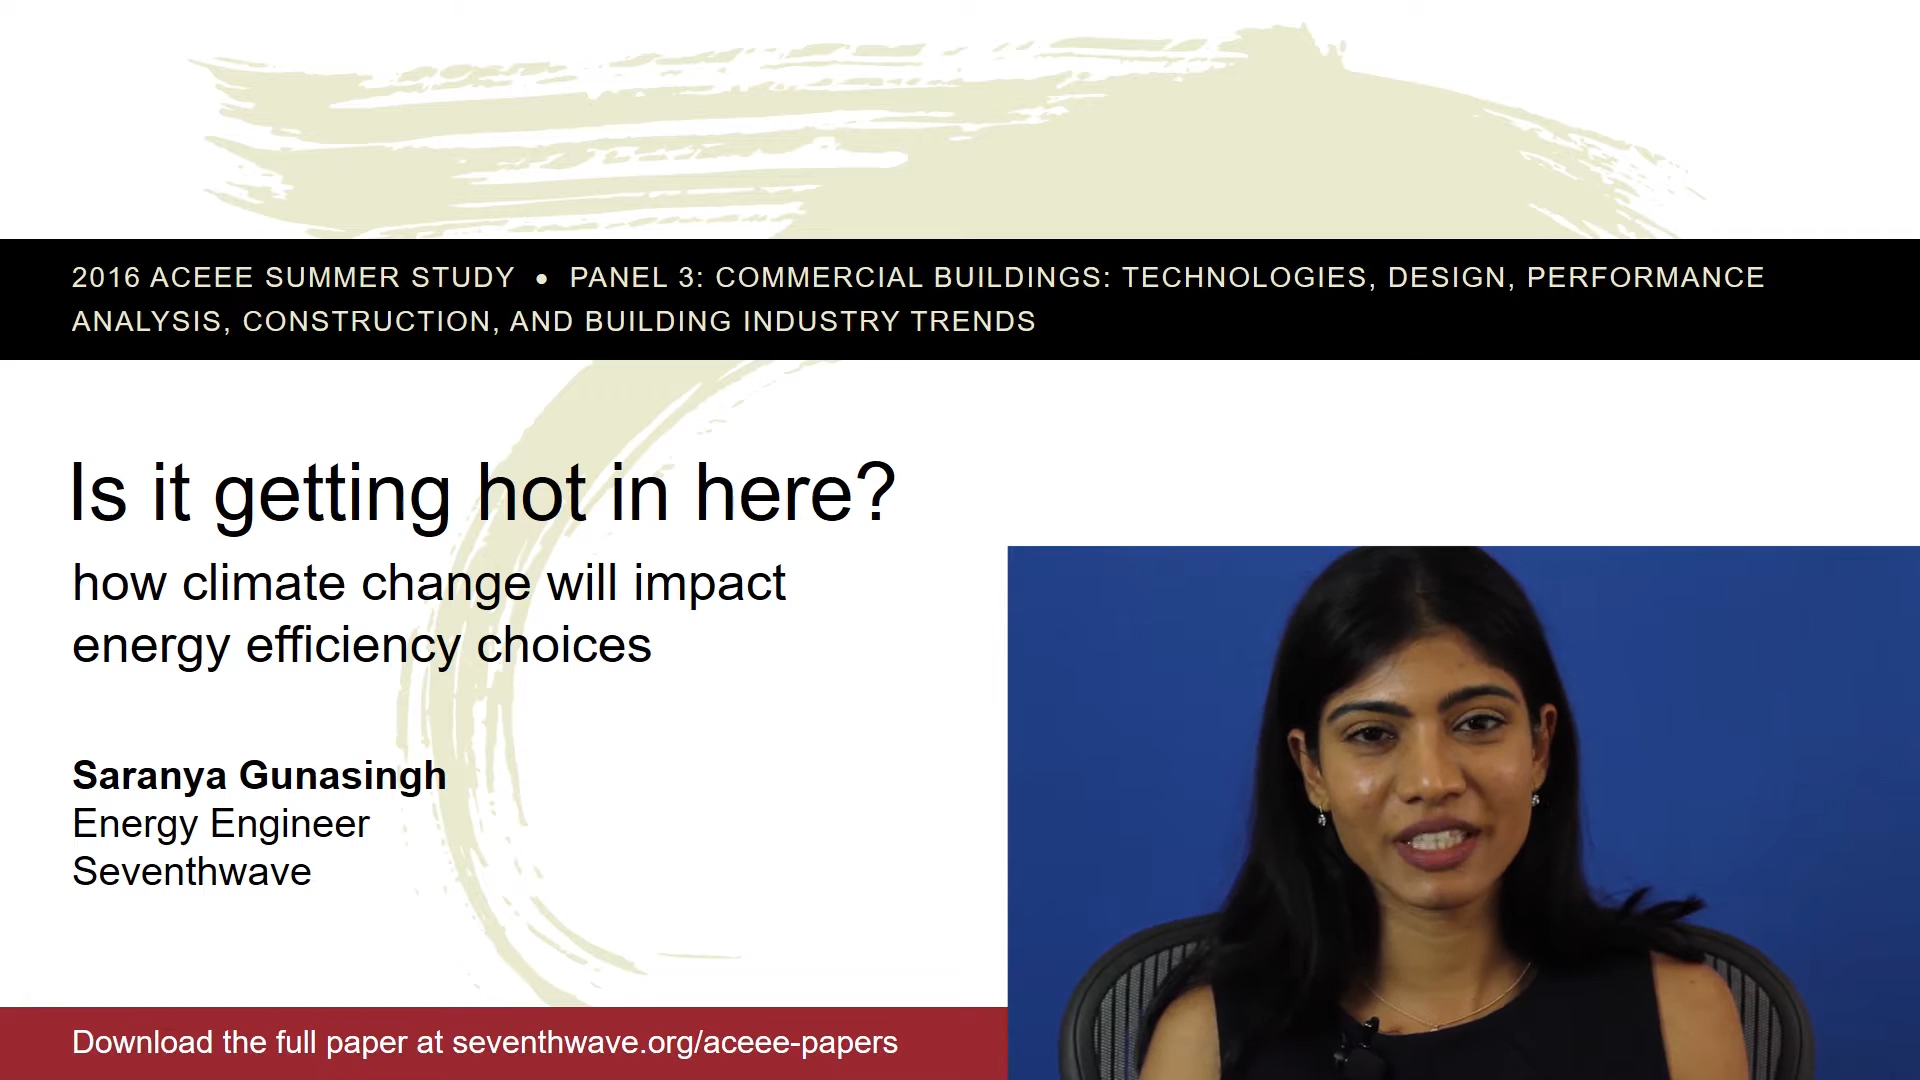 2016 ACEEE SUMMER STUDY • PANEL 3: COMMERCIAL BUILDINGS: TECHNOLOGIES, DESIGN, PERFORMANCE
ANALYSIS, CONSTRUCTION, AND BUILDING INDUSTRY TRENDS
Is it getting hot in here?
how climate change will impact
energy efficiency choices
Saranya Gunasingh
Energy Engineer
Seventhwave
Download the full paper at seventhwave.org/aceee-papers